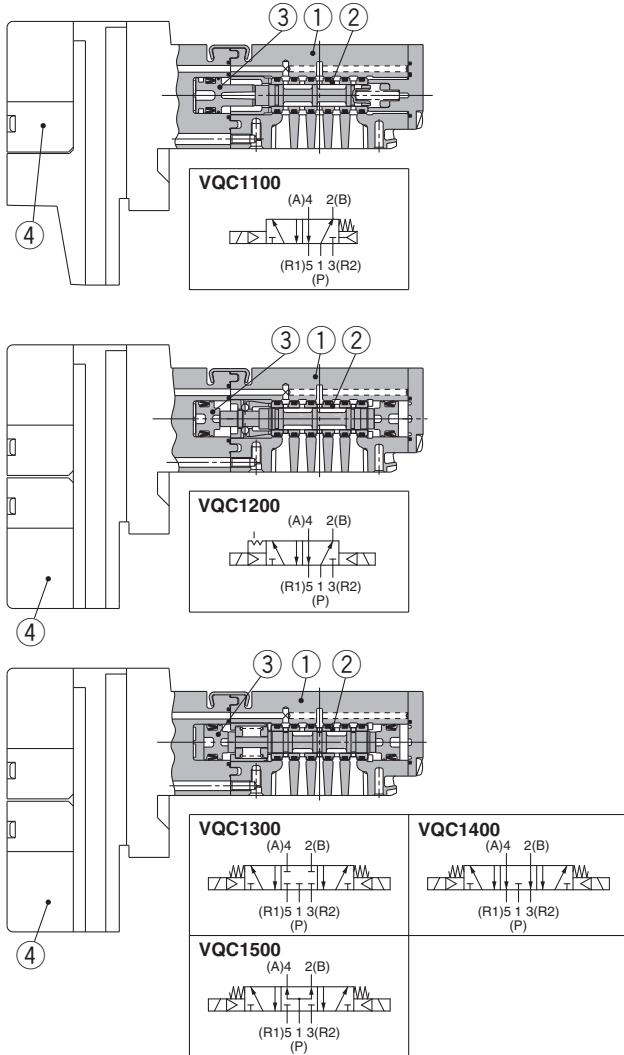 ③ ① ②
④
VQC1100
(A)4 2(B)
(R1)5 1 3(R2)
(P)
③ ① ②
④
VQC1200
(A)4 2(B)
(R1)5 1 3(R2)
(P)
③ ① ②
④
VQC1300
(A)4 2(B)
(R1)5 1 3(R2)
(P)
VQC1400
(A)4 2(B)
(R1)5 1 3(R2)
(P)
VQC1500
(A)4 2(B)
(R1)5 1 3(R2)
(P)